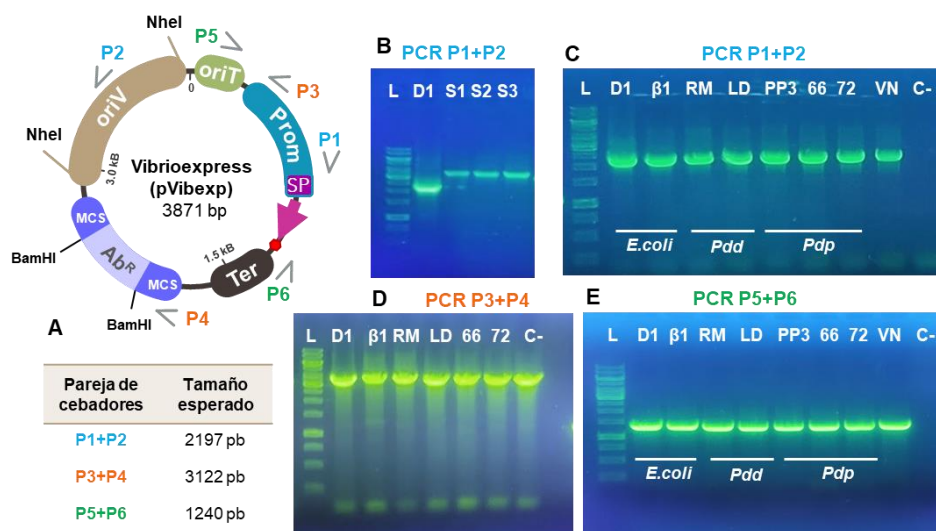 NheI
P5
P2
oriT
0
P3
oriV
Prom
P1
NheI
3.0 kB
Vibrioexpress
(pVibexp)
3871 bp
SP
MCS
1.5 kB
BamHI
AbR
MCS
Ter
P6
BamHI
P4
A
Pareja de cebadores
Tamaño esperado
P1+P2 2197 pb
P3+P4 3122 pb
P5+P6 1240 pb
B PCR P1+P2
L D1 S1 S2 S3
C PCR P1+P2
L D1 β1 RM LD PP3 66 72 VN C-
E.coli Pdd Pdp
D PCR P3+P4
L D1 β1 RM LD 66 72 C-
E PCR P5+P6
L D1 β1 RM LD PP3 66 72 VN C-
E.coli Pdd Pdp